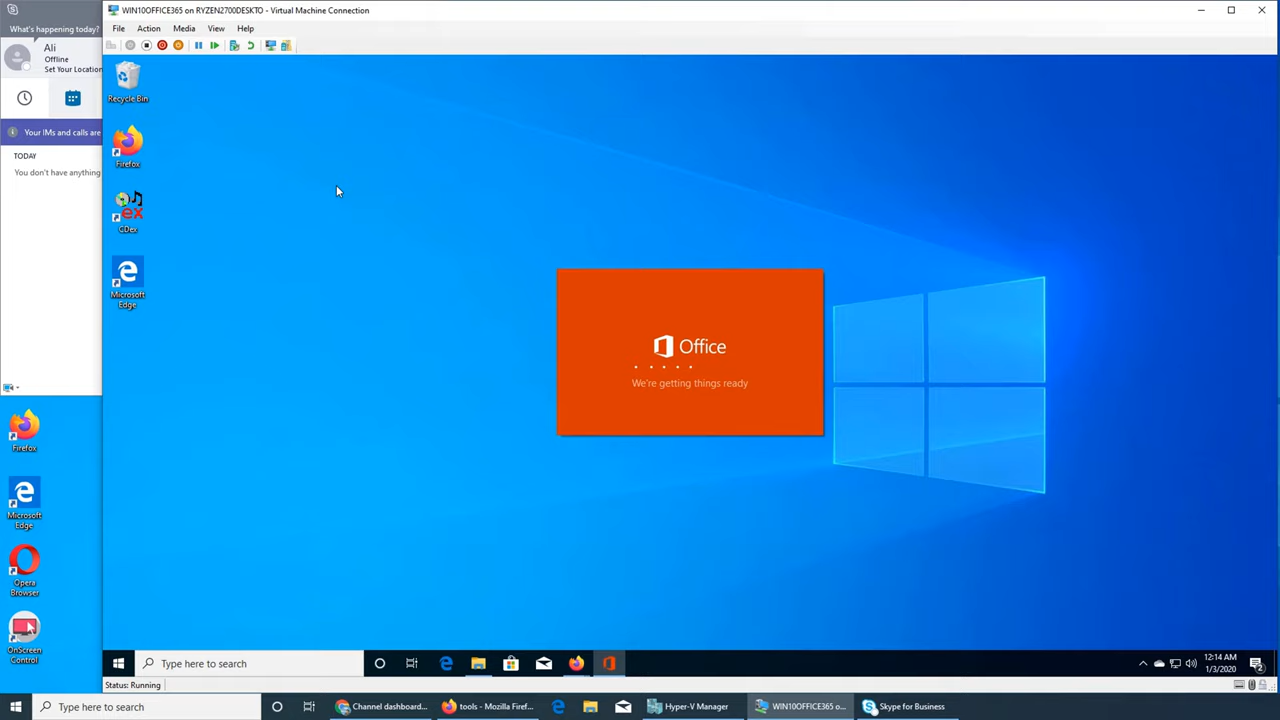 What's happening today?
Ali
Offline
Set Your Location
Your IMs and calls are
TODAY
You don't have anything
Firefox
Microsoft
Edge
Opera
Browser
OnScreen
Control
WIN10OFFICE365 on RYZEN2700DESKTO - Virtual Machine Connection
File Action Media View Help
Recycle Bin
Firefox
CDex
Microsoft
Edge
Office
We're getting things ready
Type here to search
12:14 AM
1/3/2020
2
Status: Running
Type here to search
Channel dashboard...
tools - Mozilla Firef...
Hyper-V Manager
WIN10OFFICE365 o...
Skype for Business